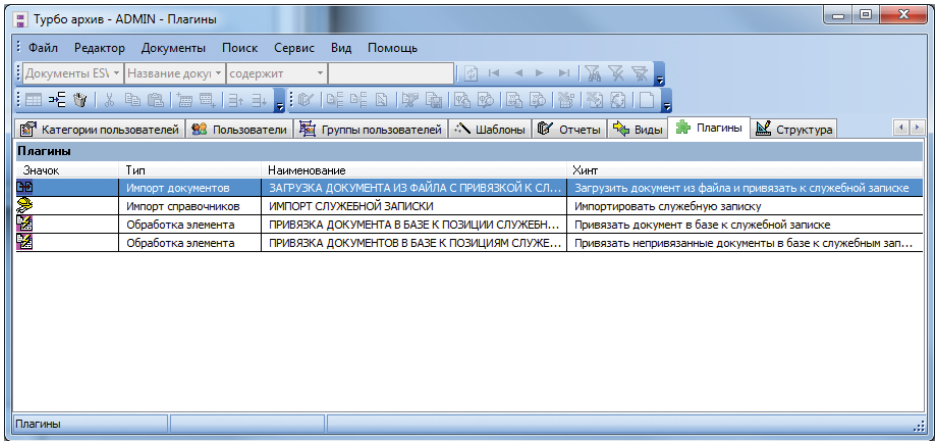 Турбо архив - ADMIN - Плагины
Файл Редактор Документы Поиск Сервис Вид Помощь
Документы ES\ Название докуı содержит
Категории пользователей Пользователи Группы пользователей Шаблоны Отчеты Виды Плагины Структура
Плагины
Значок Тип Наименование Хинт
Импорт документов ЗАГРУЗКА ДОКУМЕНТА ИЗ ФАЙЛА С ПРИВЯЗКОЙ К СЛ... Загрузить документ из файла и привязать к служебной записке
Импорт справочников ИМПОРТ СЛУЖЕБНОЙ ЗАПИСКИ Импортировать служебную записку
Обработка элемента ПРИВЯЗКА ДОКУМЕНТА В БАЗЕ К ПОЗИЦИИ СЛУЖЕБН... Привязать документ в базе к служебной записке
Обработка элемента ПРИВЯЗКА ДОКУМЕНТОВ В БАЗЕ К ПОЗИЦИЯМ СЛУЖЕ... Привязать непривязанные документы в базе к служебным зап...
Плагины